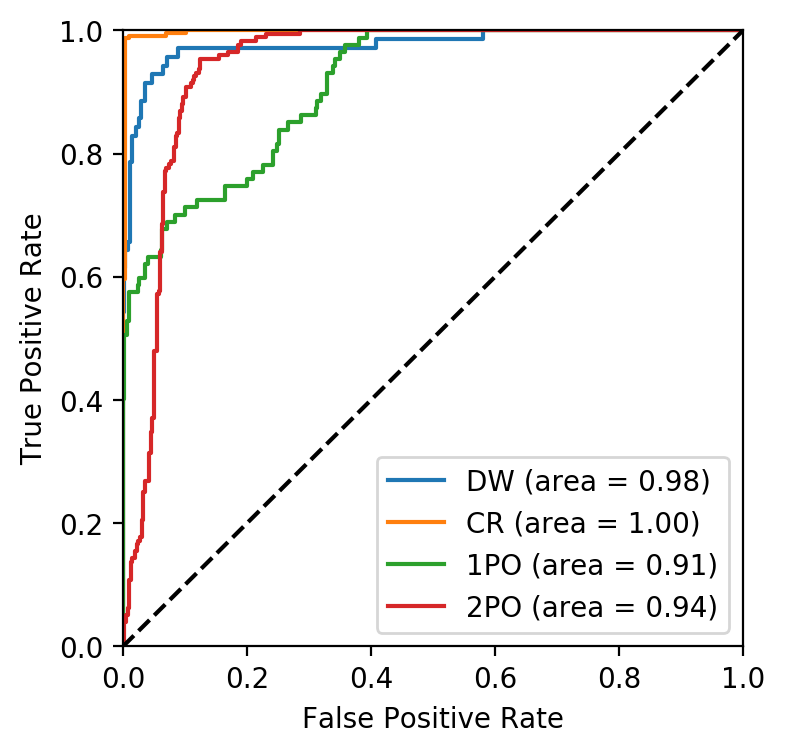 1.0
0.8
0.6
0.4
0.2
0.0
True Positive Rate
DW (area = 0.98)
CR (area = 1.00)
1PO (area = 0.91)
2PO (area = 0.94)
0.0 0.2 0.4 0.6 0.8 1.0
False Positive Rate